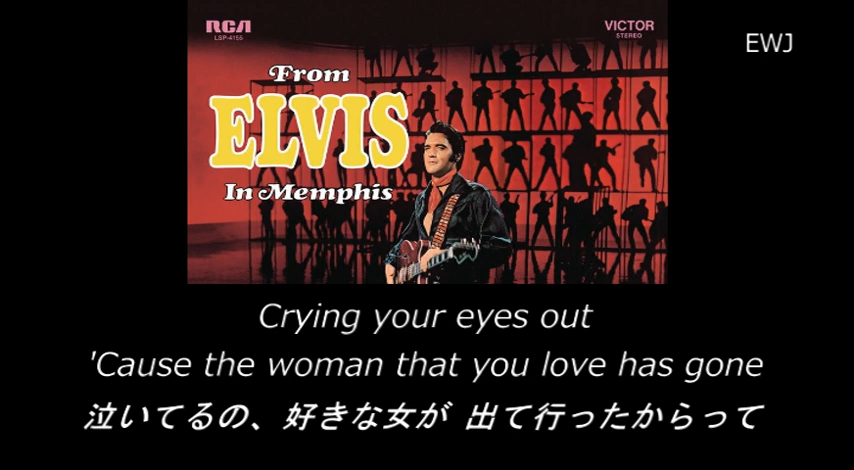 RCA
LSP-4155
VICTOR
STEREO
EWJ
From
ELVIS
In Memphis
Crying your eyes out
'Cause the woman that you love has gone
泣いてるの、好きな女が 出て行ったからって